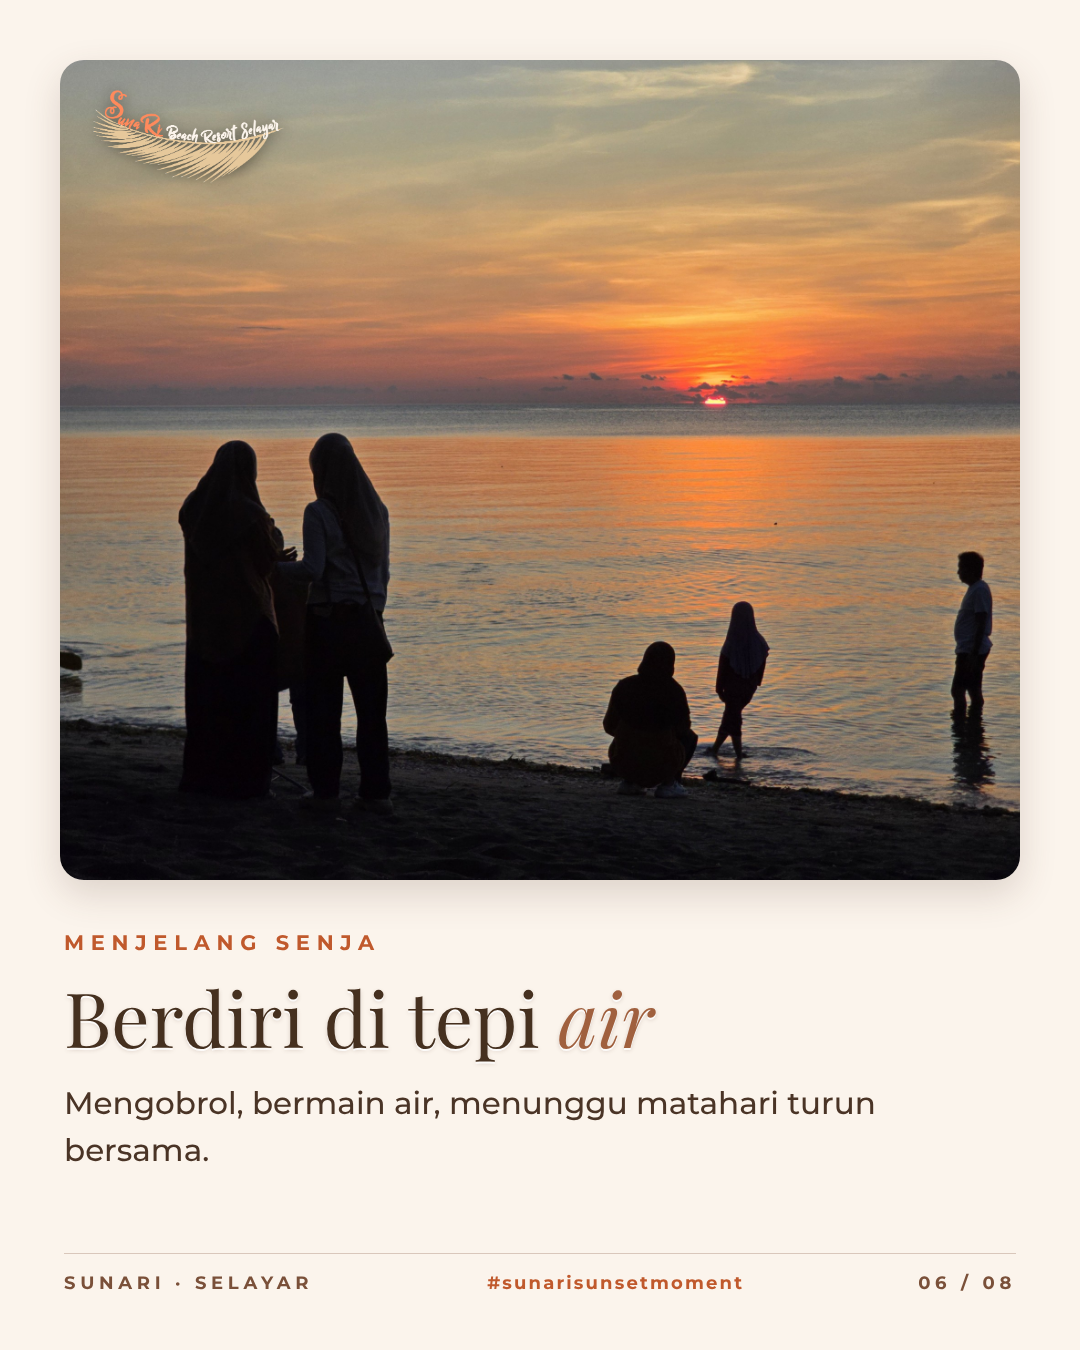 SunaRi Beach Resort Selayar
MENJELANG SENJA
Berdiri di tepi air
Mengobrol, bermain air, menunggu matahari turun
bersama.
SUNARI · SELAYAR
#sunarisunsetmoment
06 / 08